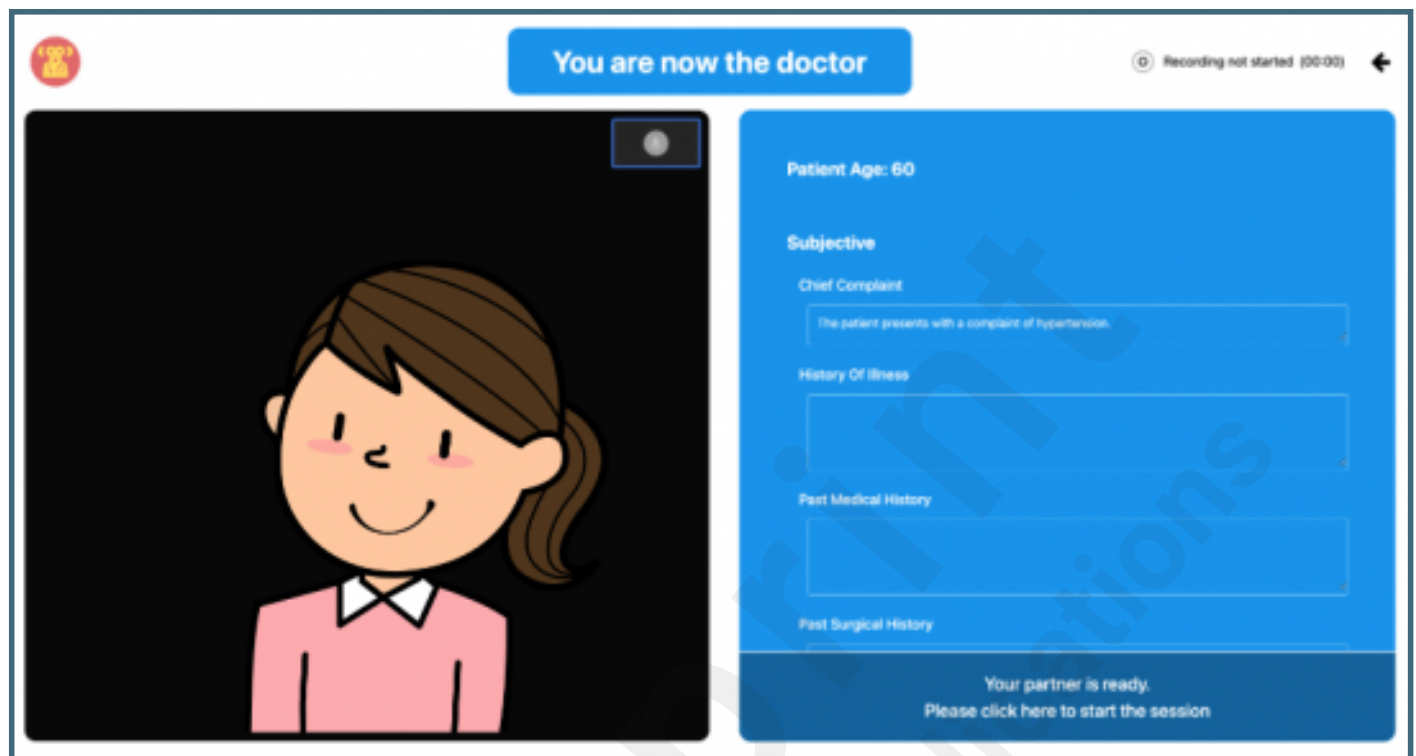 You are now the doctor
Recording not started (00:00)
Patient Age: 60
Subjective
Chief Complaint
The patient presents with a complaint of hypertension.
History Of Illness
Past Medical History
Past Surgical History
Your partner is ready.
Please click here to start the session
print
ations